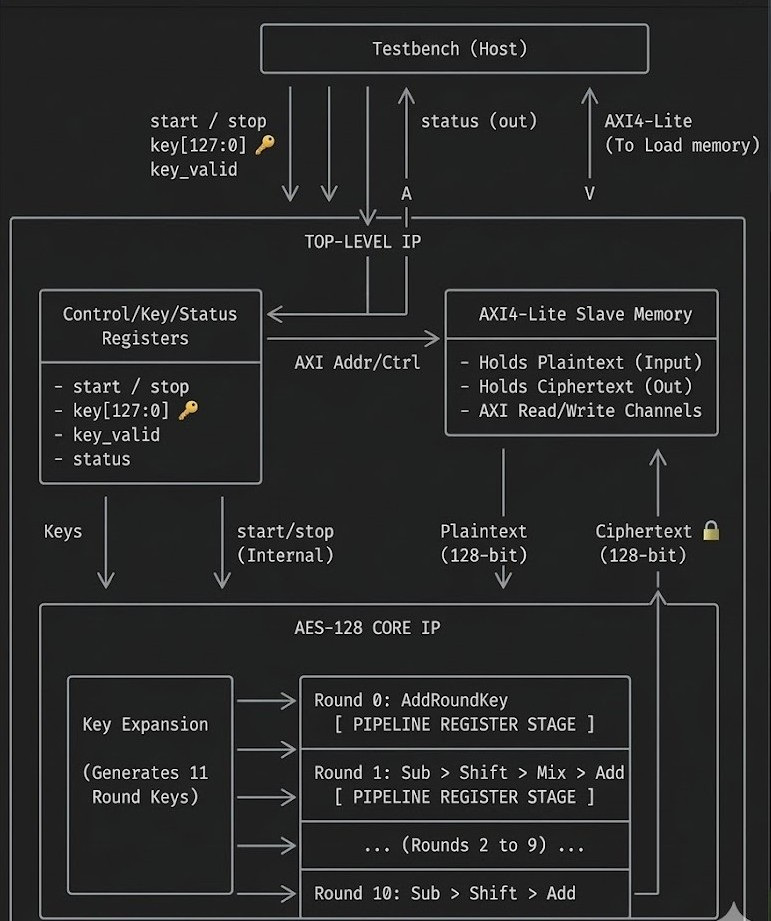 Testbench (Host)
start / stop
key[127:0] 🔑
key_valid
status (out)
AXI4-Lite
(To Load memory)
A
V
TOP-LEVEL IP
Control/Key/Status
Registers
- start / stop
- key[127:0] 🔑
- key_valid
- status
AXI Addr/Ctrl
AXI4-Lite Slave Memory
- Holds Plaintext (Input)
- Holds Ciphertext (Out)
- AXI Read/Write Channels
Keys
start/stop
(Internal)
Plaintext
(128-bit)
Ciphertext 🔒
(128-bit)
AES-128 CORE IP
Key Expansion
(Generates 11
Round Keys)
Round 0: AddRoundKey
[ PIPELINE REGISTER STAGE ]
Round 1: Sub > Shift > Mix > Add
[ PIPELINE REGISTER STAGE ]
... (Rounds 2 to 9) ...
Round 10: Sub > Shift > Add